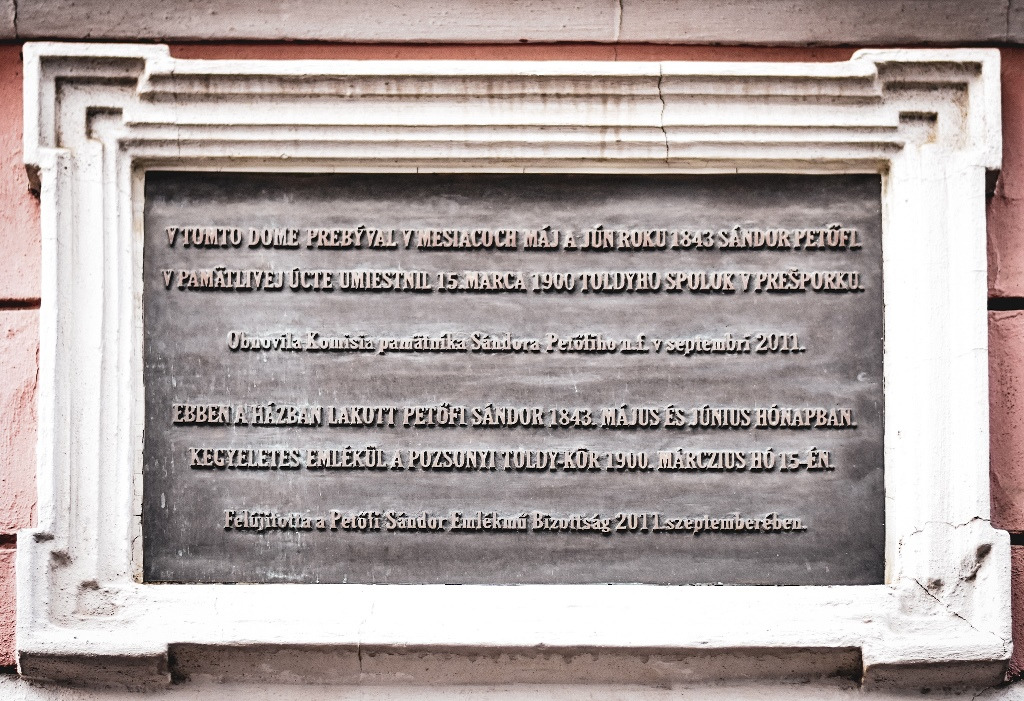 V TOMTO DOME PREBÝVAL V MESIACOCH MÁJ A JÚN ROKU 1843 SÁNDOR PETŐFI.
V PAMÄTLIVEJ ÚCTE UMIESTNIL 15. MARCA 1900 TOLDYHO SPOLOK V PREŠPORKU.
Obnovila Komisia pamätníka Sándora Petőfiho n.f. v septembri 2011.
EBBEN A HÁZBAN LAKOTT PETŐFI SÁNDOR 1843. MÁJUS ÉS JÚNIUS HÓNAPBAN.
KEGYELETES EMLÉKÜL A POZSONYI TOLDY-KÖR 1900. MÁRCZIUS HÓ 15-ÉN.
Felújította a Petőfi Sándor Emlékmű Bizottság 2011.szeptemberében.